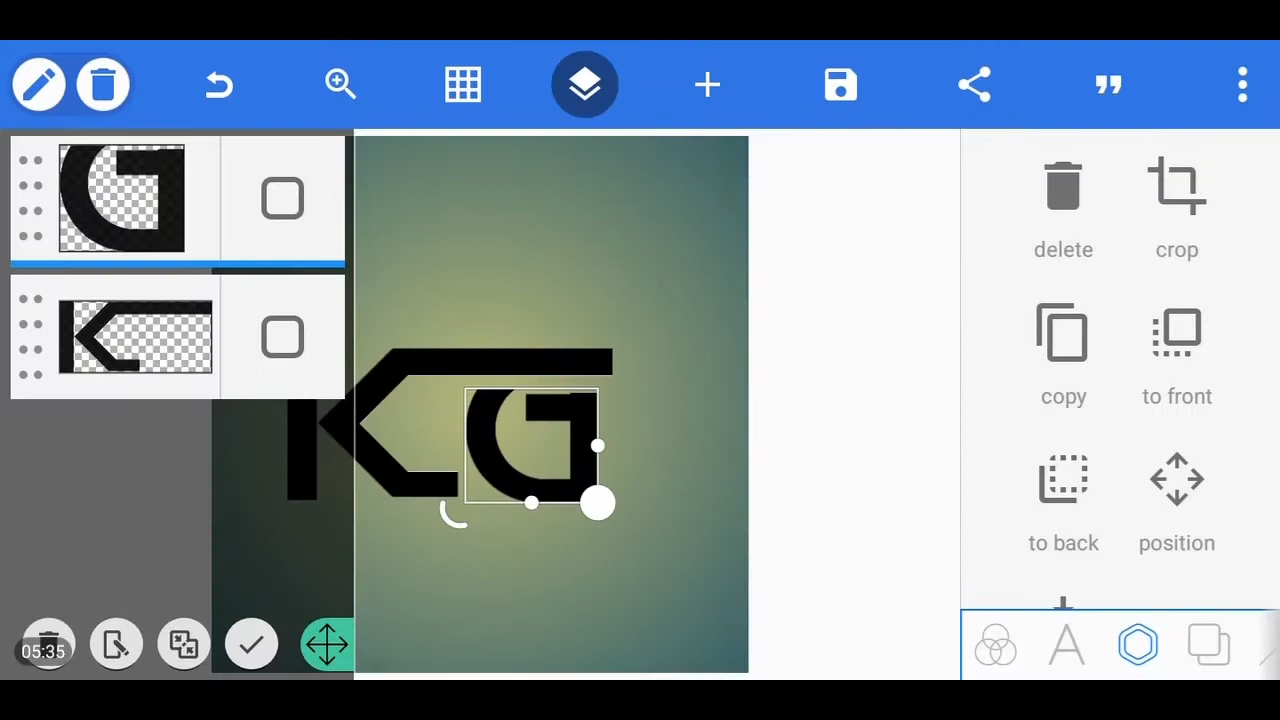 G
K
KG
delete
crop
copy
to front
to back
position
05:35
A